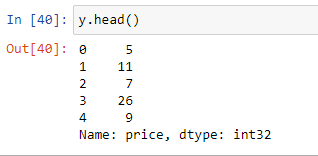 In [40]: y.head()
Out[40]: 0     5
1    11
2     7
3    26
4     9
Name: price, dtype: int32